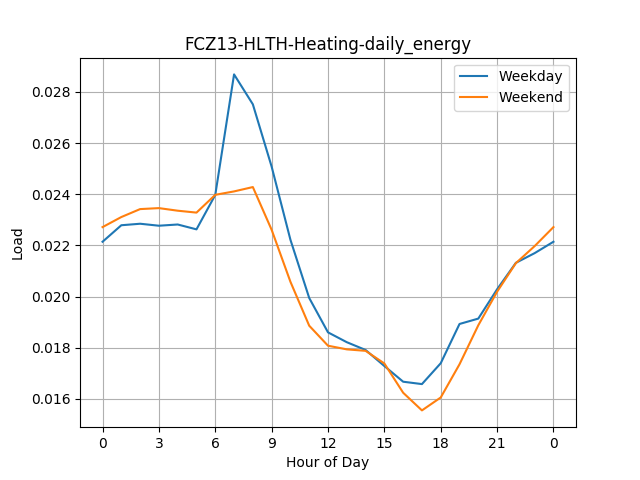 FCZ13-HLTH-Heating-daily_energy
Weekday
Weekend
0.028
0.026
0.024
0.022
0.020
0.018
0.016
Load
0 3 6 9 12 15 18 21 0
Hour of Day